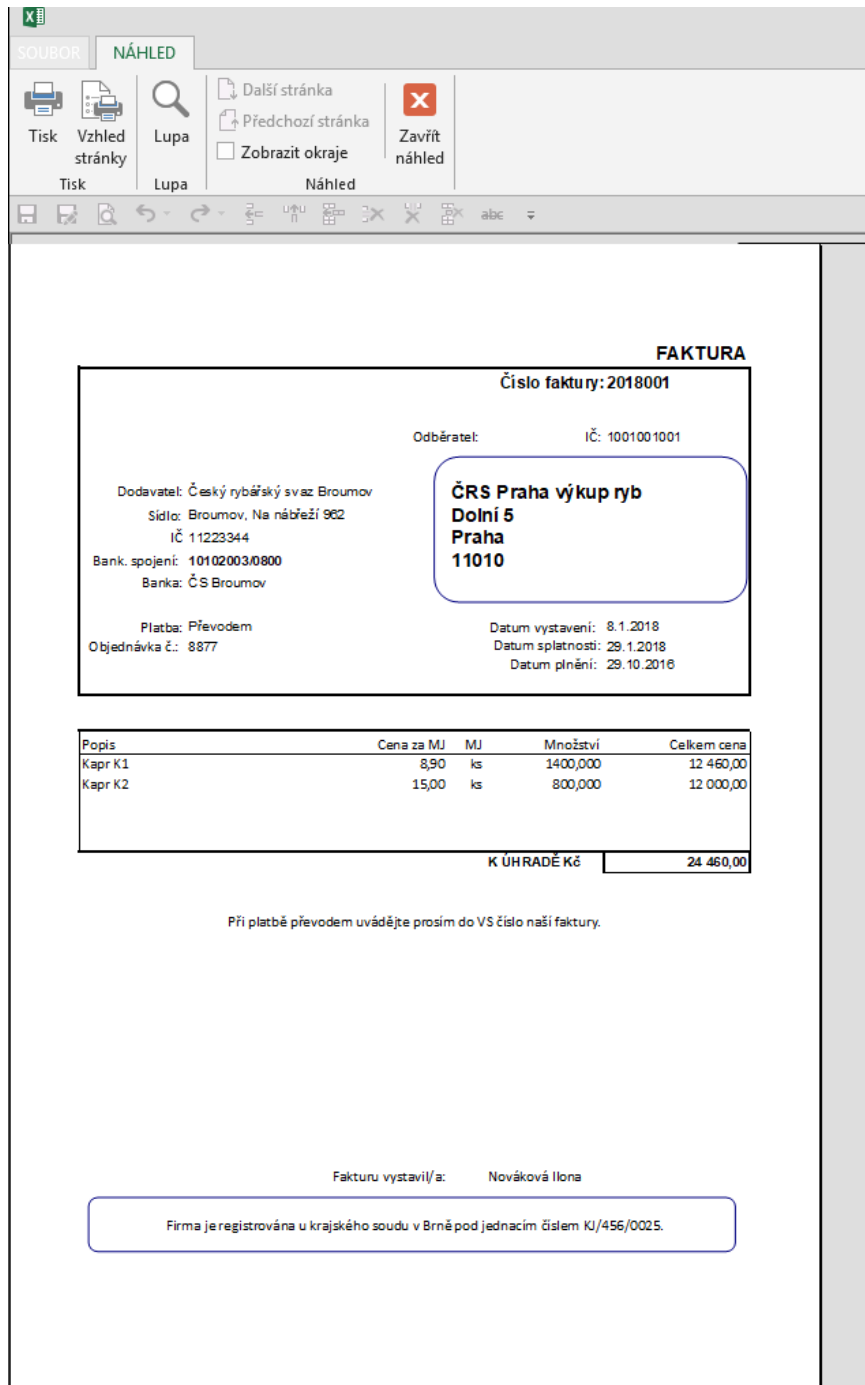 SOUBOR NÁHLED
Tisk
Vzhled stránky
Lupa
Další stránka
Předchozí stránka
Zobrazit okraje
Zavřít náhled
Tisk Lupa Náhled
abc
FAKTURA
Číslo faktury: 2018001
Odběratel: IČ: 1001001001
Dodavatel: Český rybářský svaz Broumov
Sídlo: Broumov, Na nábřeží 962
IČ 11223344
Bank. spojení: 10102003/0800
Banka: ČS Broumov
ČRS Praha výkup ryb
Dolní 5
Praha
11010
Platba: Převodem
Objednávka č.: 8877
Datum vystavení: 8.1.2018
Datum splatnosti: 29.1.2018
Datum plnění: 29.10.2016
Popis Cena za MJ MJ Množství Celkem cena
Kapr K1 8,90 ks 1400,000 12 460,00
Kapr K2 15,00 ks 800,000 12 000,00
K ÚHRADĚ Kč 24 460,00
Při platbě převodem uvádějte prosím do VS číslo naší faktury.
Fakturu vystavil/a: Nováková Ilona
Firma je registrována u krajského soudu v Brně pod jednacím číslem KJ/456/0025.